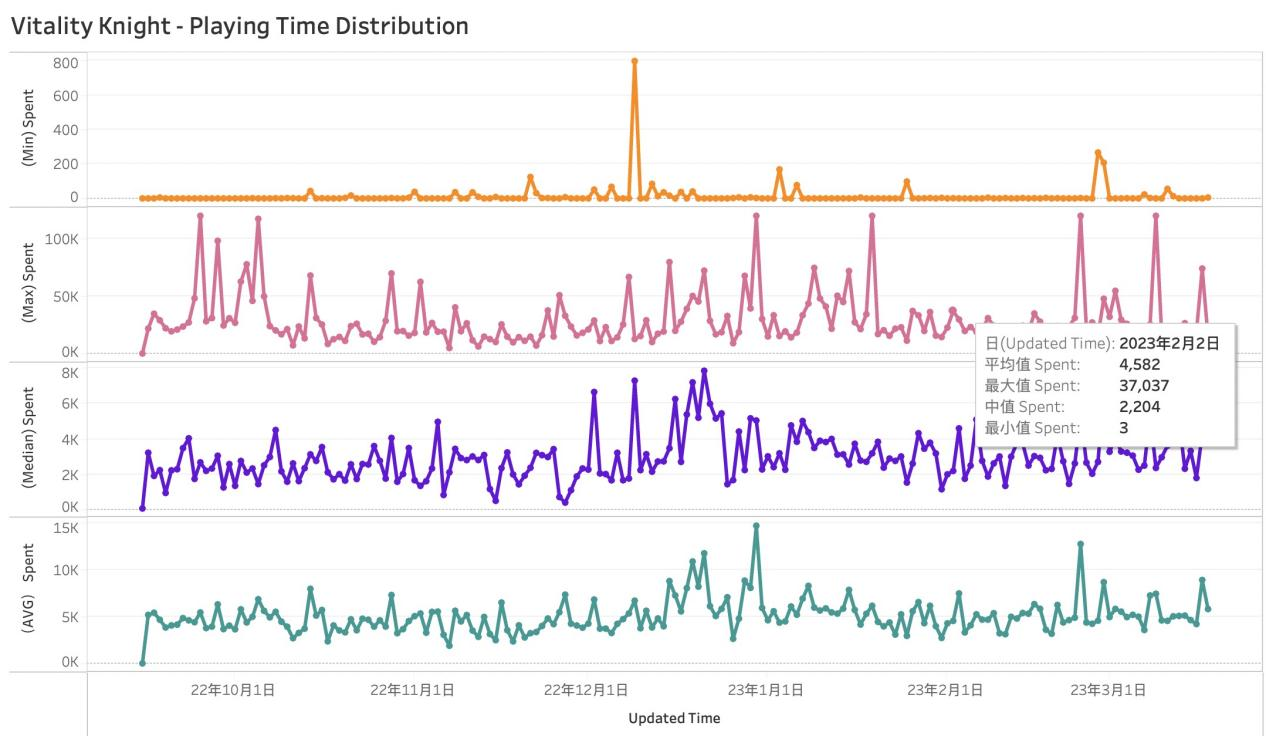 Vitality Knight - Playing Time Distribution
(Min) Spent
800
600
400
200
0
(Max) Spent
100K
50K
0K
日(Updated Time): 2023年2月2日
平均值 Spent: 4,582
最大值 Spent: 37,037
中值 Spent: 2,204
最小值 Spent: 3
(Median) Spent
8K
6K
4K
2K
0K
(AVG) Spent
15K
10K
5K
0K
22年10月1日 22年11月1日 22年12月1日 23年1月1日 23年2月1日 23年3月1日
Updated Time